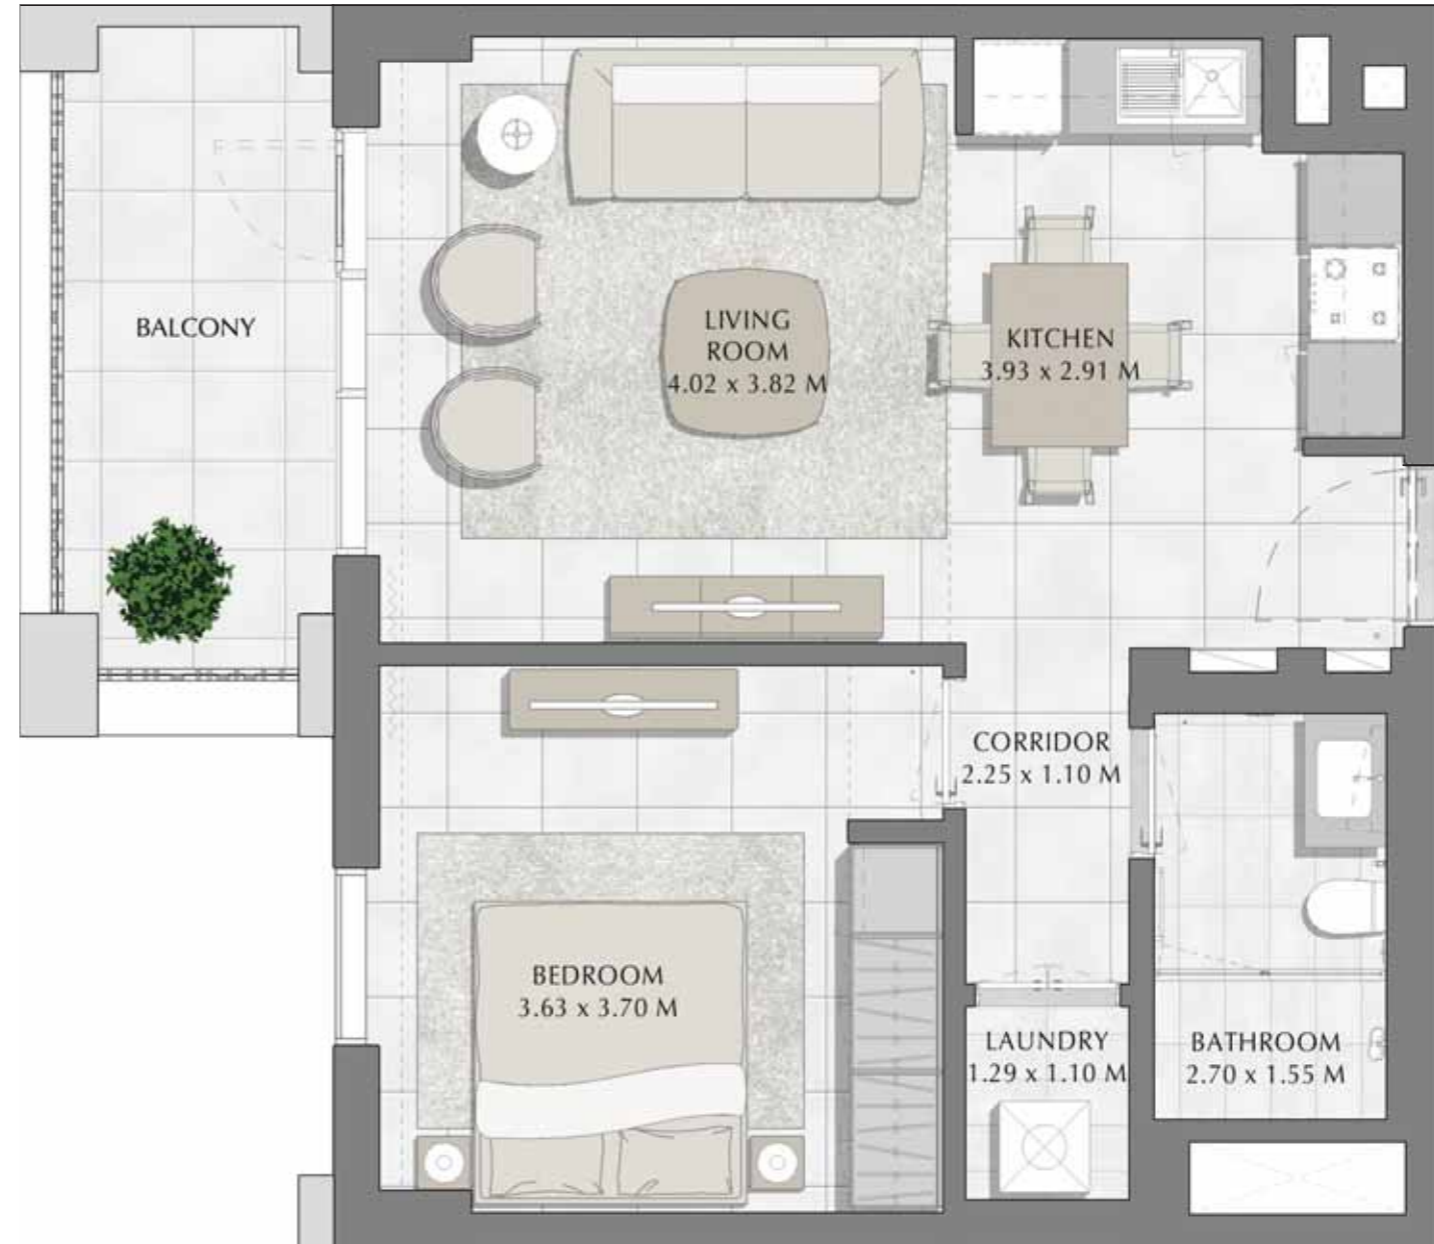 BALCONY
LIVING
ROOM
4.02 x 3.82 M
KITCHEN
3.93 x 2.91 M
CORRIDOR
2.25 x 1.10 M
BEDROOM
3.63 x 3.70 M
LAUNDRY
1.29 x 1.10 M
BATHROOM
2.70 x 1.55 M